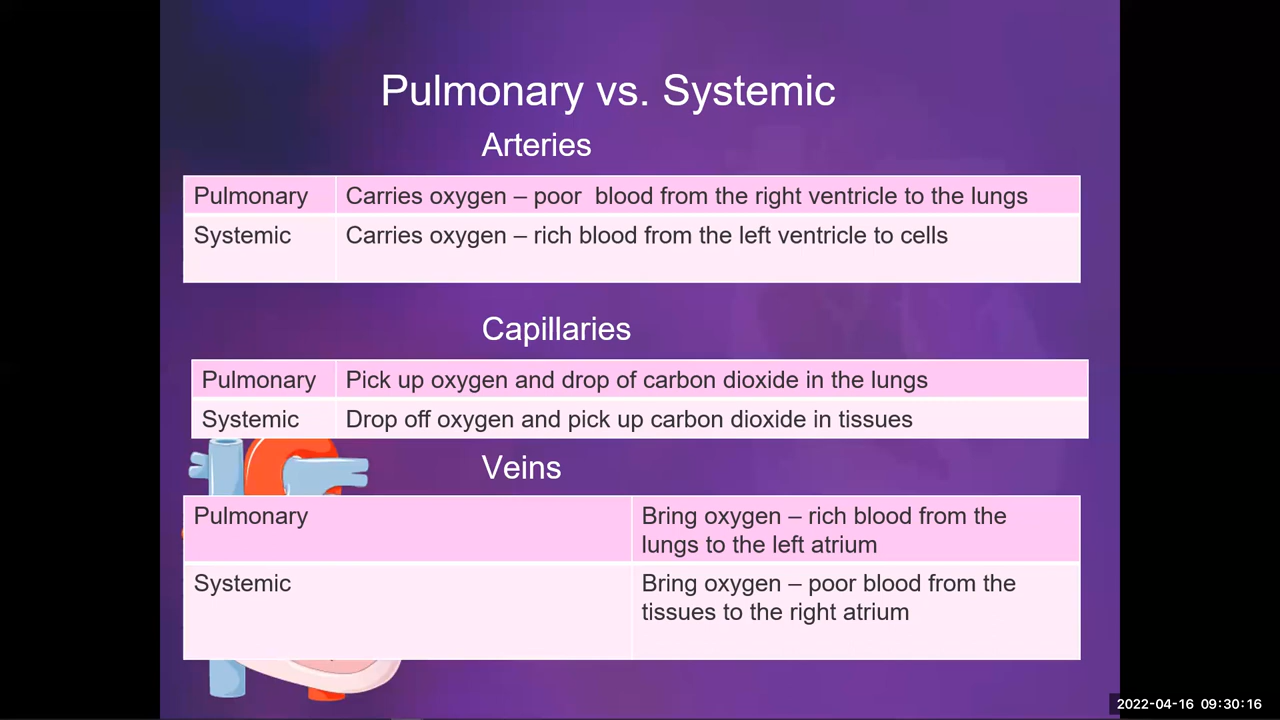 Pulmonary vs. Systemic
Arteries
Pulmonary Carries oxygen – poor  blood from the right ventricle to the lungs
Systemic Carries oxygen – rich blood from the left ventricle to cells
Capillaries
Pulmonary Pick up oxygen and drop of carbon dioxide in the lungs
Systemic Drop off oxygen and pick up carbon dioxide in tissues
Veins
Pulmonary Bring oxygen – rich blood from the
lungs to the left atrium
Systemic Bring oxygen – poor blood from the
tissues to the right atrium
2022-04-16 09:30:16